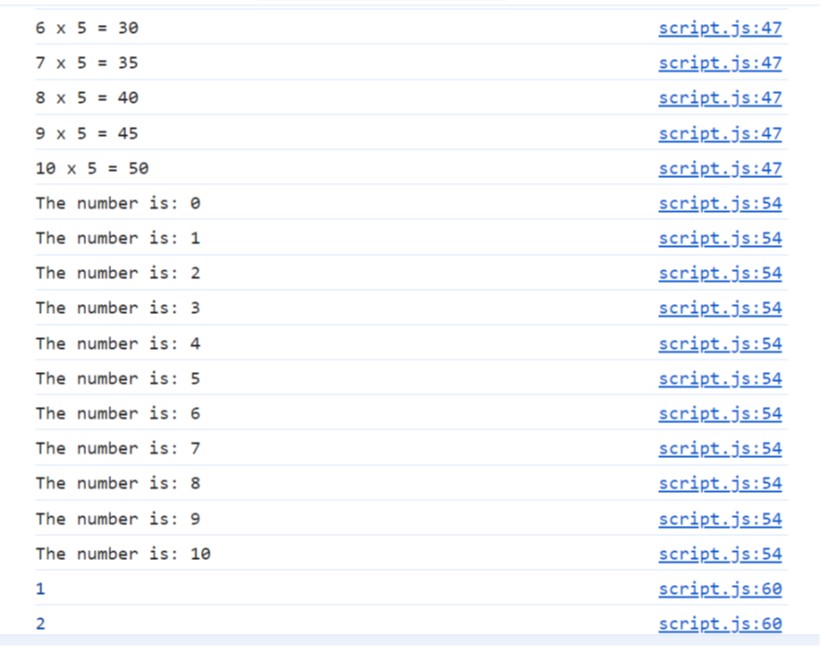 6 x 5 = 30 script.js:47
7 x 5 = 35 script.js:47
8 x 5 = 40 script.js:47
9 x 5 = 45 script.js:47
10 x 5 = 50 script.js:47
The number is: 0 script.js:54
The number is: 1 script.js:54
The number is: 2 script.js:54
The number is: 3 script.js:54
The number is: 4 script.js:54
The number is: 5 script.js:54
The number is: 6 script.js:54
The number is: 7 script.js:54
The number is: 8 script.js:54
The number is: 9 script.js:54
The number is: 10 script.js:54
1 script.js:60
2 script.js:60